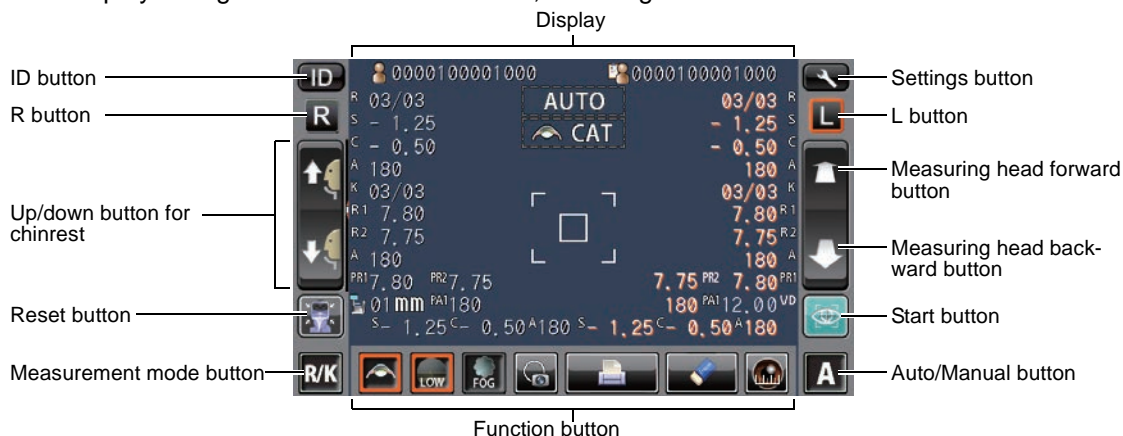 Display
ID button
R button
Up/down button for
chinrest
Reset button
Measurement mode button
ID
R
R/K
0000100001000
0000100001000
AUTO
CAT
R 03/03
S - 1.25
C - 0.50
A 180
K 03/03
R1 7.80
R2 7.75
A 180
PR1 7.80 PR2 7.75
01 mm PA1 180
S - 1.25 C - 0.50 A 180
03/03 R
- 1.25 S
- 0.50 C
180 A
03/03 K
7.80 R1
7.75 R2
180 A
7.75 PR2 7.80 PR1
180 PA1 12.00 VD
S - 1.25 C - 0.50 A 180
LOW
FOG
L
A
Settings button
L button
Measuring head forward
button
Measuring head back-
ward button
Start button
Auto/Manual button
Function button